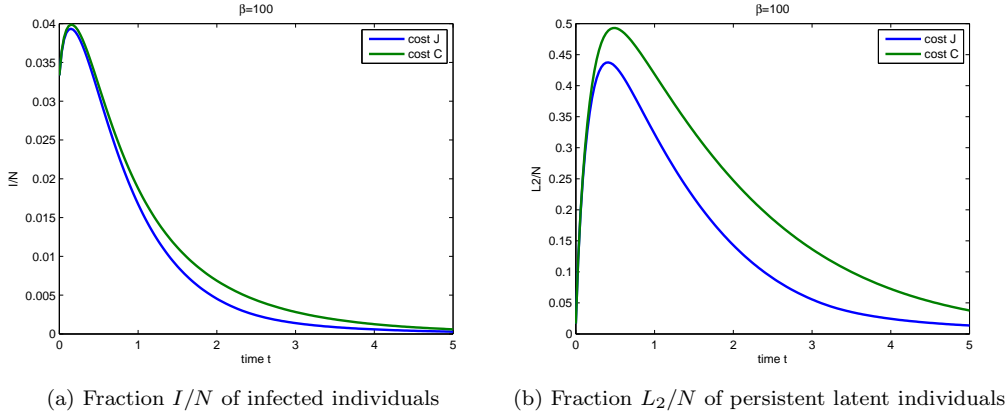 β=100
cost J
cost C
0.04
0.035
0.03
0.025
0.02
0.015
0.01
0.005
0
I/N
0 1 2 3 4 5
time t
(a) Fraction I/N of infected individuals
β=100
cost J
cost C
0.5
0.45
0.4
0.35
0.3
0.25
0.2
0.15
0.1
0.05
0
L2/N
0 1 2 3 4 5
time t
(b) Fraction L₂/N of persistent latent individuals